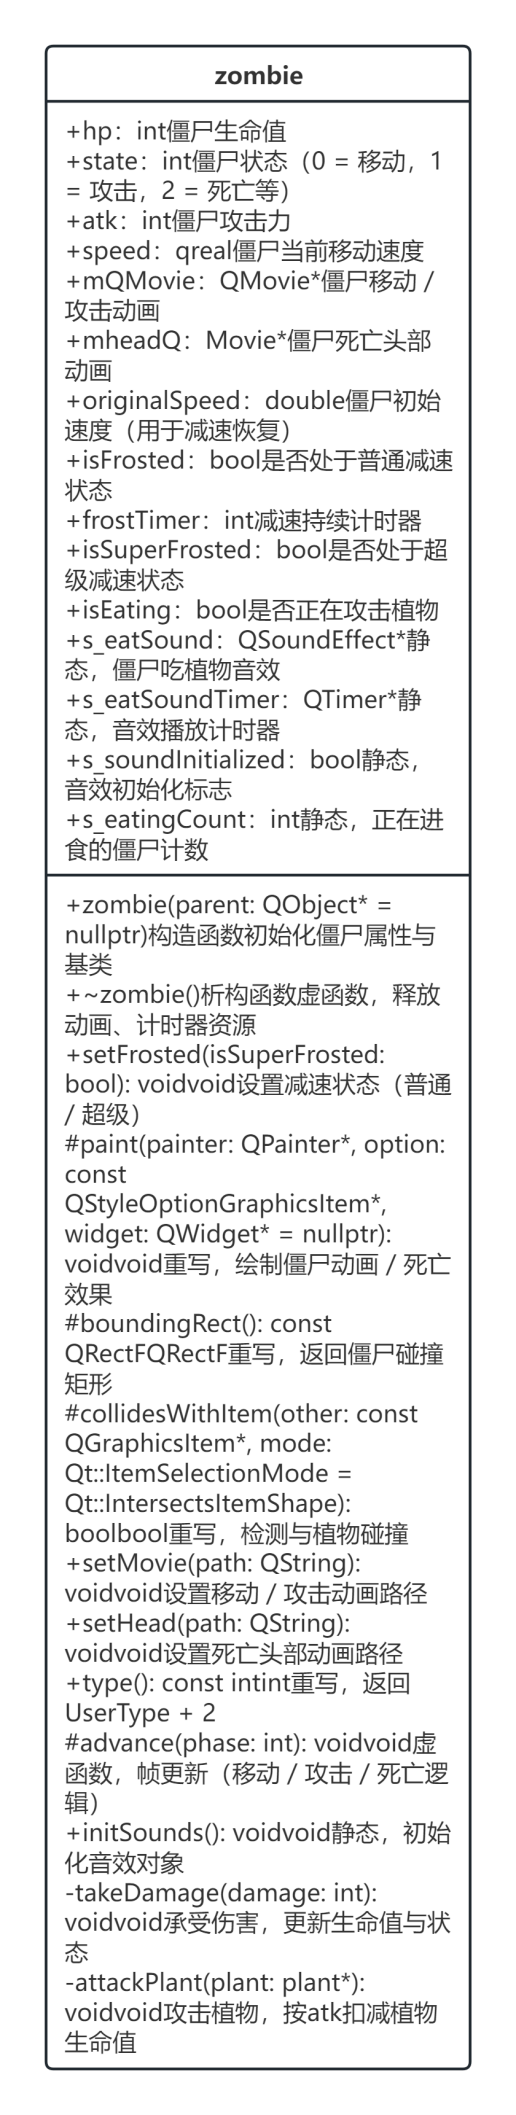 zombie
+hp：int僵尸生命值
+state：int僵尸状态（0 = 移动，1
= 攻击，2 = 死亡等）
+atk：int僵尸攻击力
+speed：qreal僵尸当前移动速度
+mQMovie：QMovie*僵尸移动 /
攻击动画
+mheadQ：Movie*僵尸死亡头部
动画
+originalSpeed：double僵尸初始
速度（用于减速恢复）
+isFrosted：bool是否处于普通减速
状态
+frostTimer：int减速持续计时器
+isSuperFrosted：bool是否处于超
级减速状态
+isEating：bool是否正在攻击植物
+s_eatSound：QSoundEffect*静
态，僵尸吃植物音效
+s_eatSoundTimer：QTimer*静
态，音效播放计时器
+s_soundInitialized：bool静态，
音效初始化标志
+s_eatingCount：int静态，正在进
食的僵尸计数
+zombie(parent: QObject* =
nullptr)构造函数初始化僵尸属性与
基类
+~zombie()析构函数虚函数，释放
动画、计时器资源
+setFrosted(isSuperFrosted:
bool): voidvoid设置减速状态（普通
/ 超级）
#paint(painter: QPainter*, option:
const
QStyleOptionGraphicsItem*,
widget: QWidget* = nullptr):
voidvoid重写，绘制僵尸动画 / 死亡
效果
#boundingRect(): const
QRectFQRectF重写，返回僵尸碰撞
矩形
#collidesWithItem(other: const
QGraphicsItem*, mode:
Qt::ItemSelectionMode =
Qt::IntersectsItemShape):
boolbool重写，检测与植物碰撞
+setMovie(path: QString):
voidvoid设置移动 / 攻击动画路径
+setHead(path: QString):
voidvoid设置死亡头部动画路径
+type(): const intint重写，返回
UserType + 2
#advance(phase: int): voidvoid虚
函数，帧更新（移动 / 攻击 / 死亡逻
辑）
+initSounds(): voidvoid静态，初始
化音效对象
-takeDamage(damage: int):
voidvoid承受伤害，更新生命值与状
态
-attackPlant(plant: plant*):
voidvoid攻击植物，按atk扣减植物
生命值